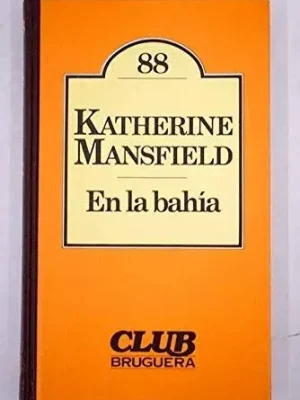 88
KATHERINE
MANSFIELD
En la bahía
CLUB
BRUGUERA